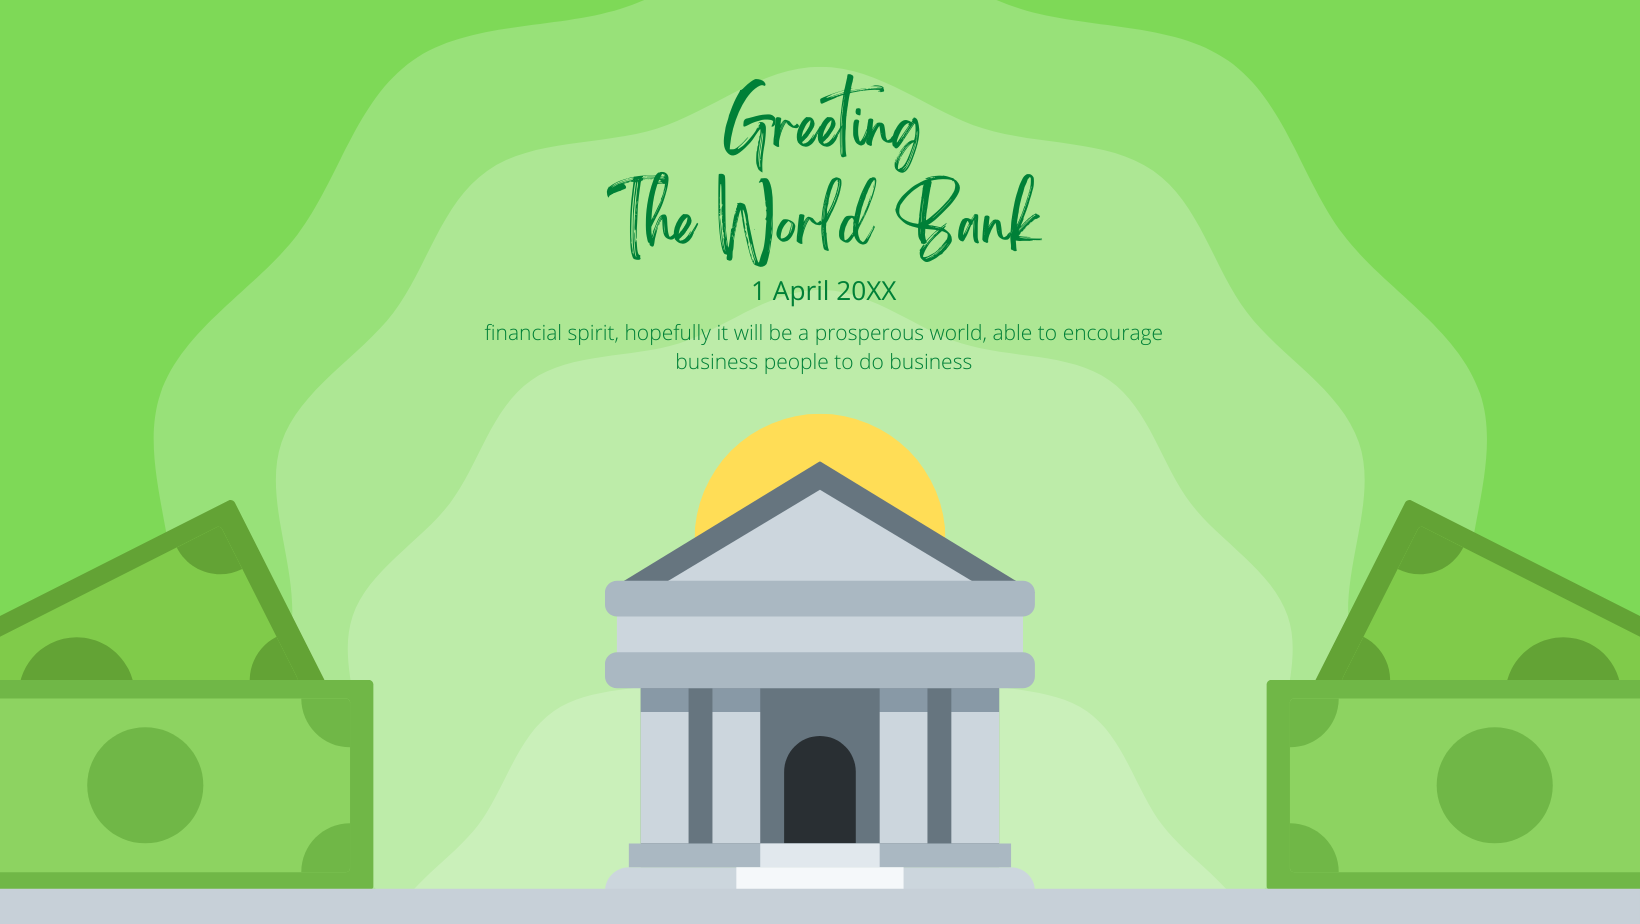 Greeting
The World Bank
1 April 20XX
financial spirit, hopefully it will be a prosperous world, able to encourage
business people to do business